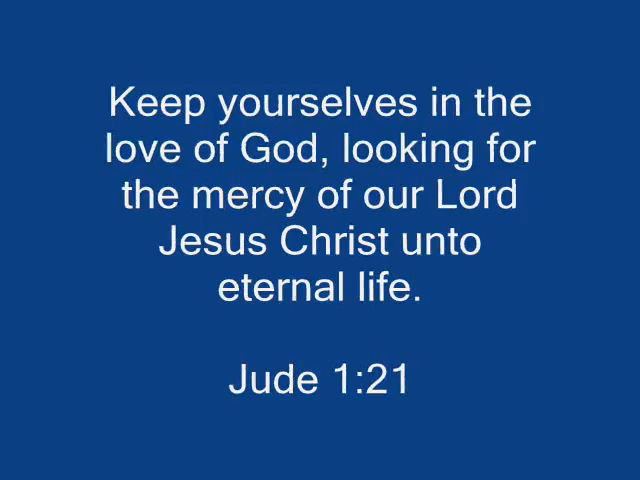 Keep yourselves in the
love of God, looking for
the mercy of our Lord
Jesus Christ unto
eternal life.
Jude 1:21